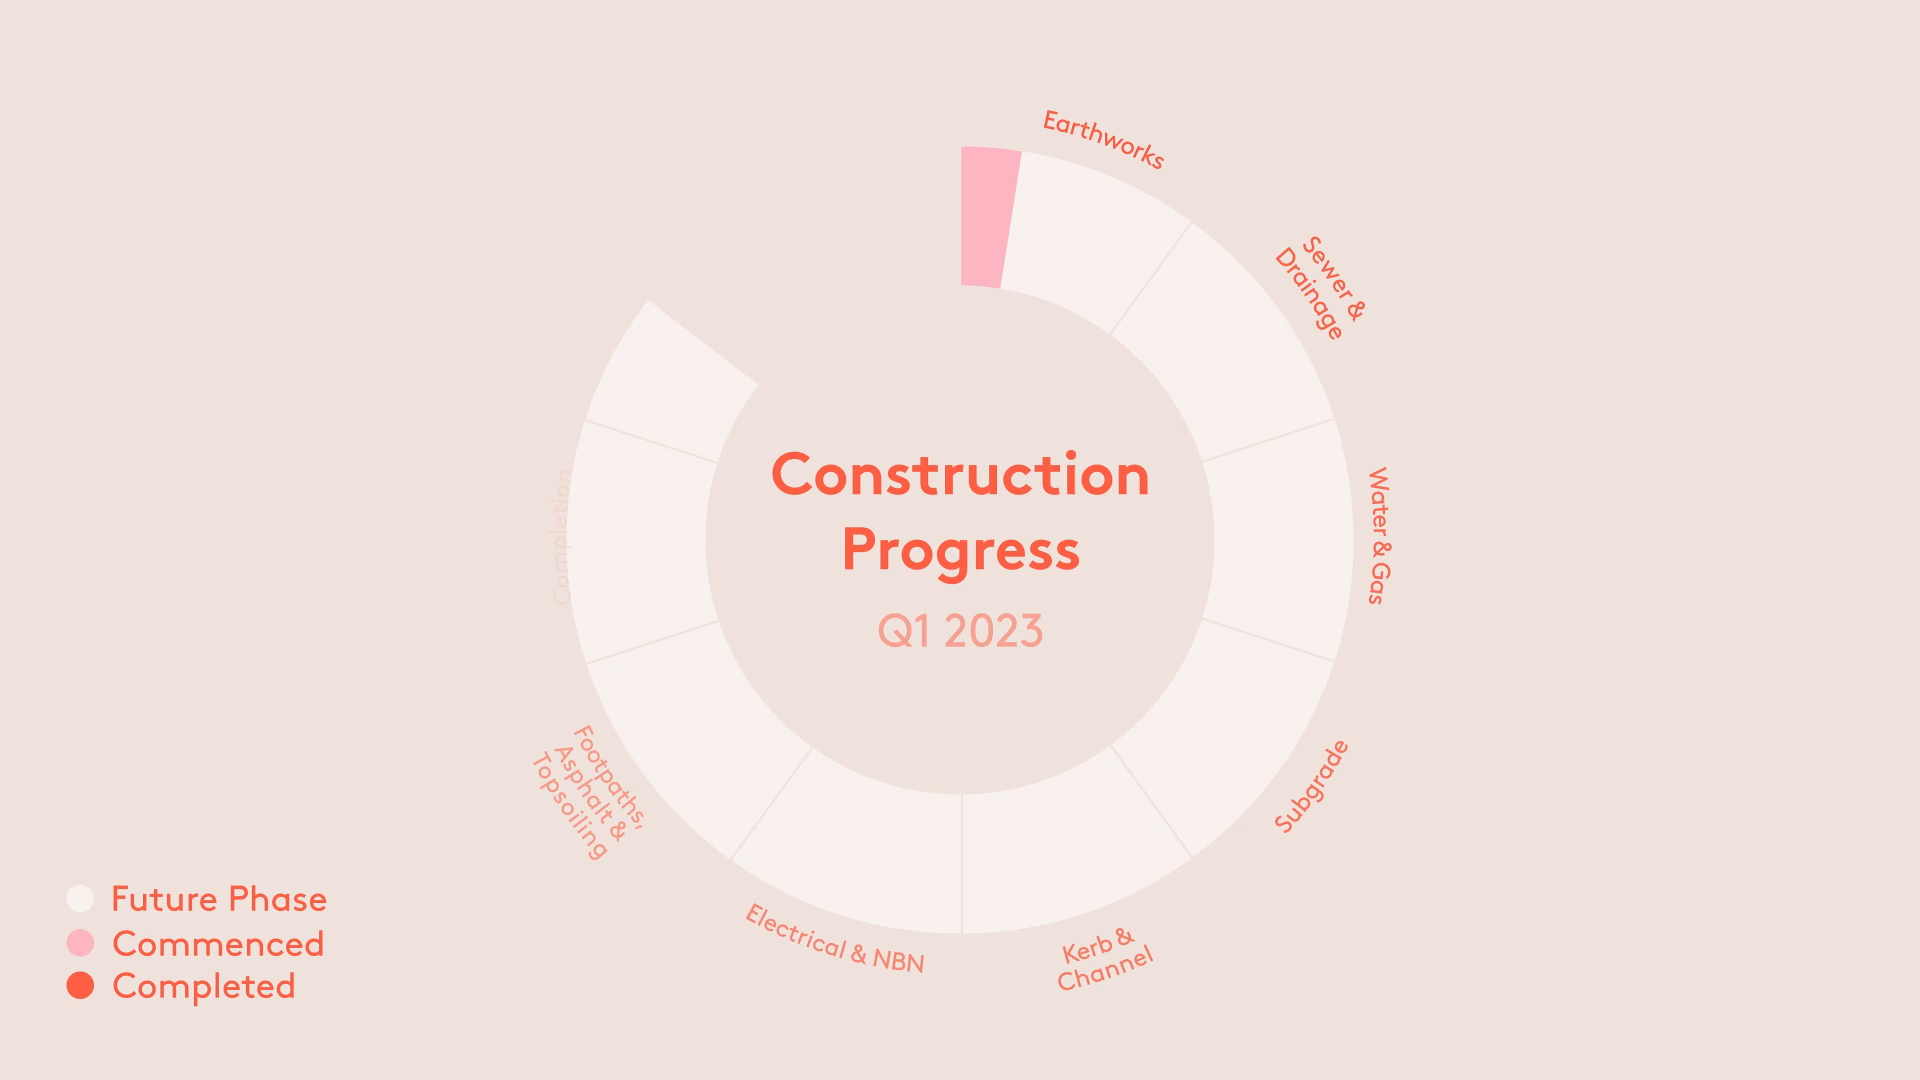 Earthworks
Sewer &
Drainage
Water & Gas
Subgrade
Kerb &
Channel
Electrical & NBN
Footpaths,
Asphalt &
Topsoiling
Completion
Construction
Progress
Q1 2023
Future Phase
Commenced
Completed